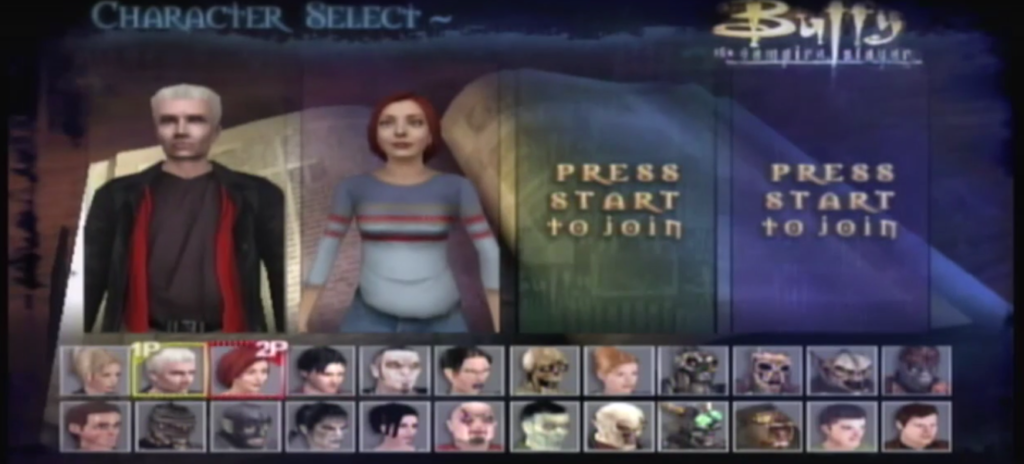 Character Select ~
Buffy
the vampire slayer
PRESS
START
to join
PRESS
START
to join
1P
2P